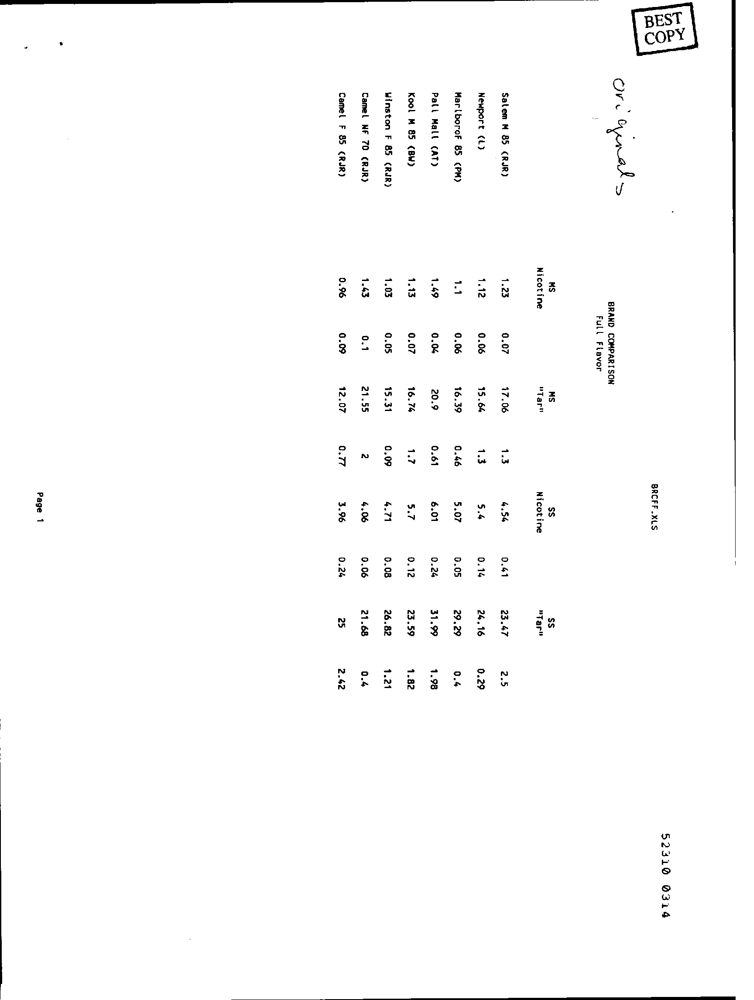 BEST
COPY
Originals
BRCFF.XLS
BRAND COMPARISON
Full Flavor
MS MS SS SS
Nicotine "Tar" Nicotine "Tar"
Salem M 85 (RJR) 1.23 0.07 17.06 1.3 4.54 0.41 23.47 2.5
Newport (L) 1.12 0.06 15.64 1.3 5.4 0.14 24.16 0.29
MarlboroF 85 (PM) 1.1 0.06 16.39 0.46 5.07 0.05 29.29 0.4
Pall Mall (AT) 1.49 0.04 20.9 0.61 6.01 0.24 31.99 1.98
Kool M 85 (BW) 1.13 0.07 16.74 1.7 5.7 0.12 23.59 1.82
Winston F 85 (RJR) 1.03 0.05 15.31 0.09 4.71 0.08 26.82 1.21
Camel NF 70 (RJR) 1.43 0.1 21.55 2 4.06 0.06 21.68 0.4
Camel F 85 (RJR) 0.96 0.09 12.07 0.77 3.96 0.24 25 2.42
Page 1
52310 0314